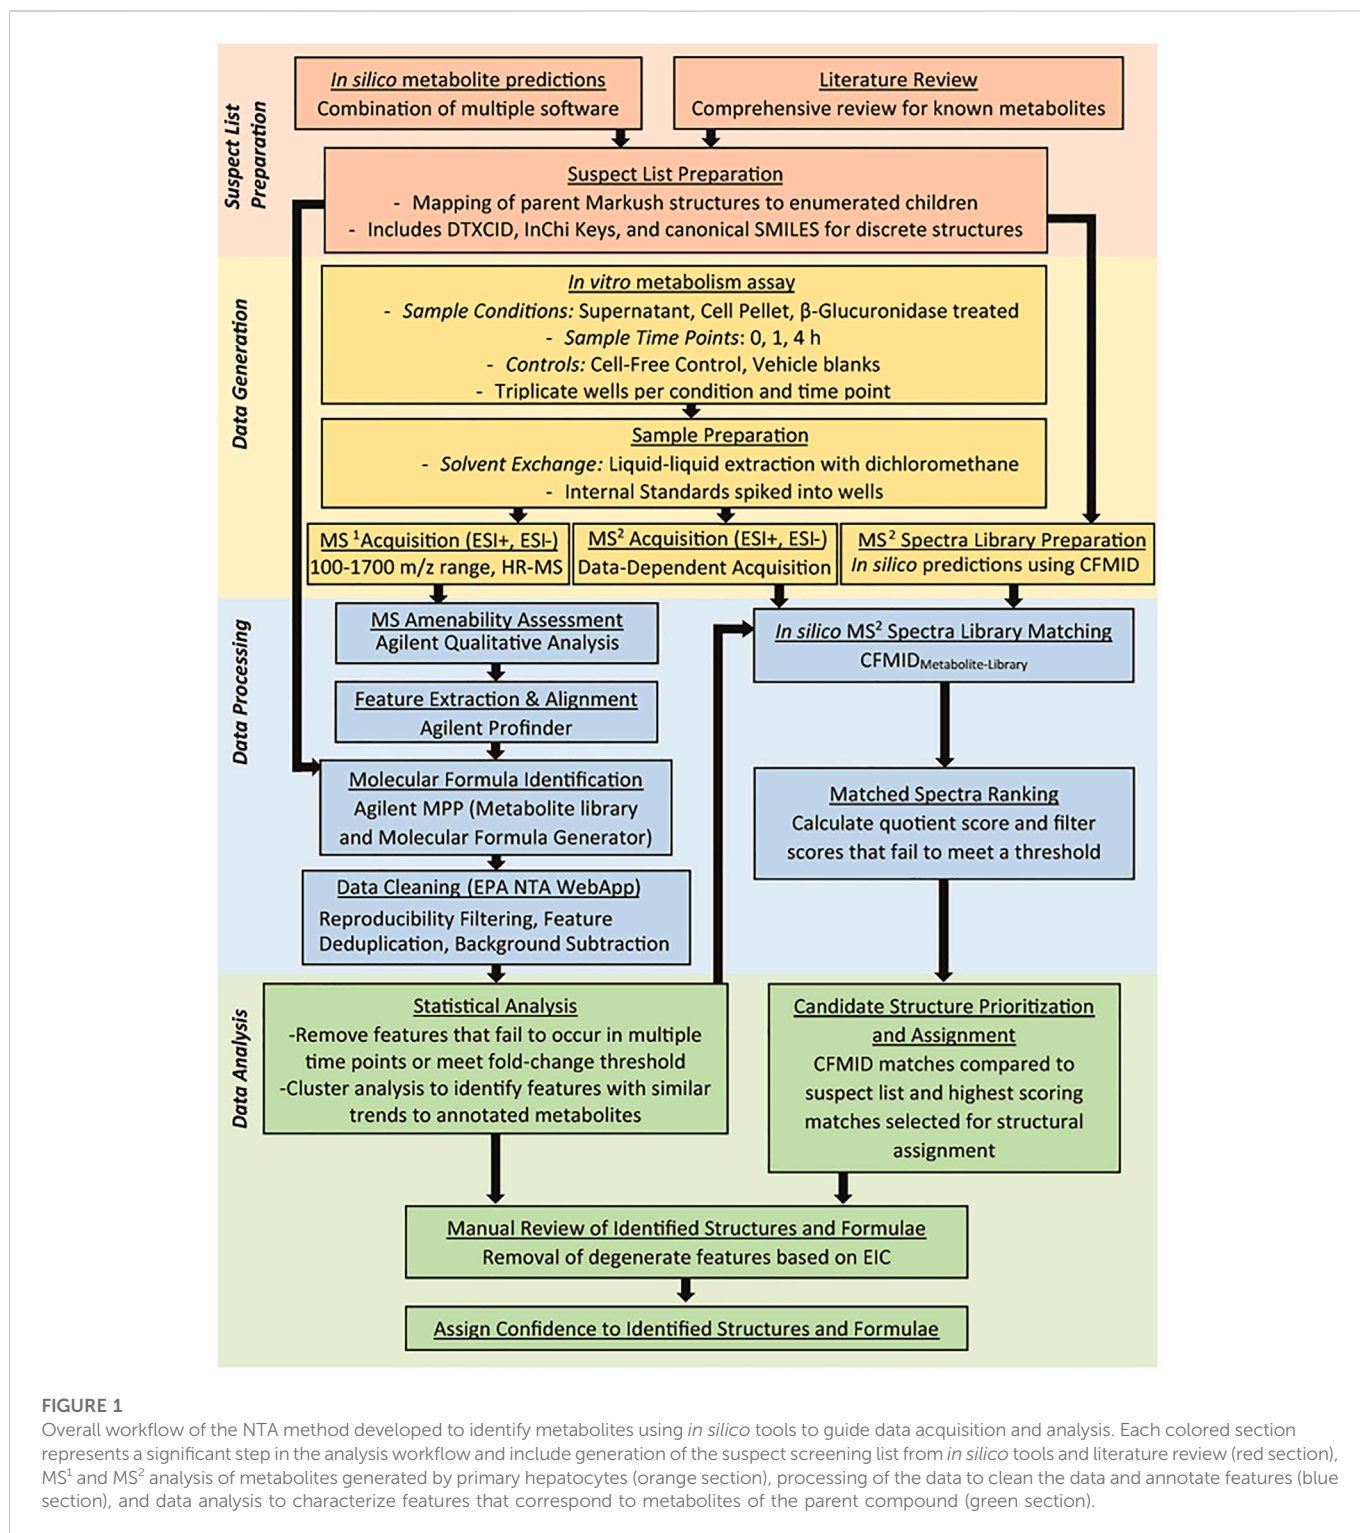 Suspect List
Preparation
In silico metabolite predictions
Combination of multiple software
Literature Review
Comprehensive review for known metabolites
Suspect List Preparation
- Mapping of parent Markush structures to enumerated children
- Includes DTXCID, InChi Keys, and canonical SMILES for discrete structures
Data Generation
In vitro metabolism assay
- Sample Conditions: Supernatant, Cell Pellet, β-Glucuronidase treated
- Sample Time Points: 0, 1, 4 h
- Controls: Cell-Free Control, Vehicle blanks
- Triplicate wells per condition and time point
Sample Preparation
- Solvent Exchange: Liquid-liquid extraction with dichloromethane
- Internal Standards spiked into wells
MS¹ Acquisition (ESI+, ESI-)
100-1700 m/z range, HR-MS
MS² Acquisition (ESI+, ESI-)
Data-Dependent Acquisition
MS² Spectra Library Preparation
In silico predictions using CFMID
Data Processing
MS Amenability Assessment
Agilent Qualitative Analysis
Feature Extraction & Alignment
Agilent Profinder
Molecular Formula Identification
Agilent MPP (Metabolite library
and Molecular Formula Generator)
Data Cleaning (EPA NTA WebApp)
Reproducibility Filtering, Feature
Deduplication, Background Subtraction
In silico MS² Spectra Library Matching
CFMID Metabolite-Library
Matched Spectra Ranking
Calculate quotient score and filter
scores that fail to meet a threshold
Data Analysis
Statistical Analysis
-Remove features that fail to occur in multiple
time points or meet fold-change threshold
-Cluster analysis to identify features with similar
trends to annotated metabolites
Candidate Structure Prioritization
and Assignment
CFMID matches compared to
suspect list and highest scoring
matches selected for structural
assignment
Manual Review of Identified Structures and Formulae
Removal of degenerate features based on EIC
Assign Confidence to Identified Structures and Formulae
FIGURE 1
Overall workflow of the NTA method developed to identify metabolites using in silico tools to guide data acquisition and analysis. Each colored section
represents a significant step in the analysis workflow and include generation of the suspect screening list from in silico tools and literature review (red section),
MS¹ and MS² analysis of metabolites generated by primary hepatocytes (orange section), processing of the data to clean the data and annotate features (blue
section), and data analysis to characterize features that correspond to metabolites of the parent compound (green section).